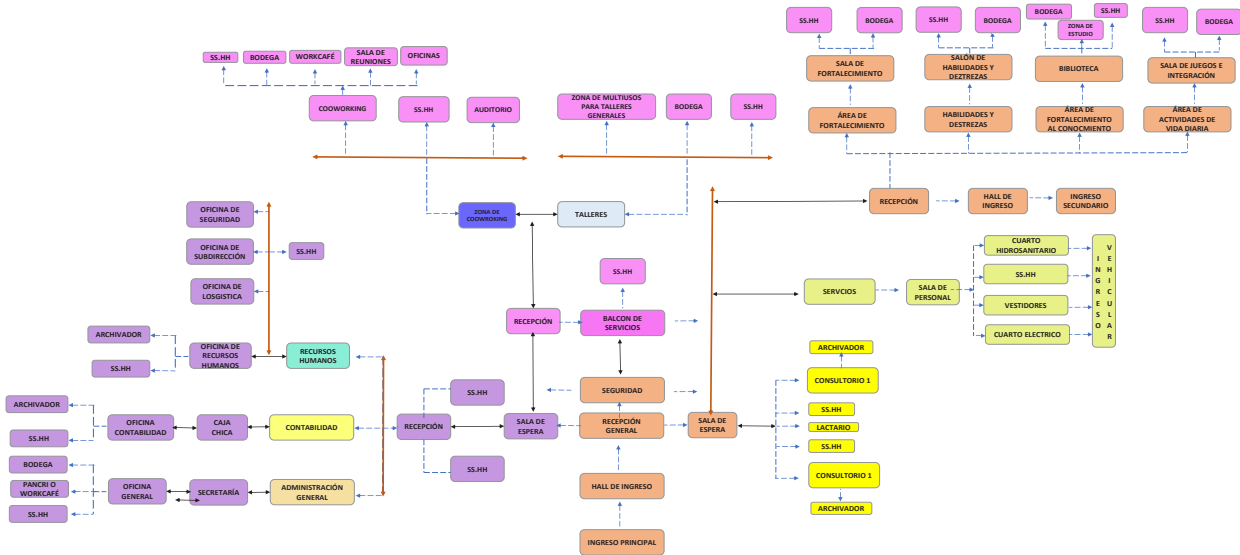 SS.HH
BODEGA
SS.HH
BODEGA
BODEGA
ZONA DE
ESTUDIO
SS.HH
SS.HH
BODEGA
SS.HH
BODEGA
WORKCAFÉ
SALA DE
REUNIONES
OFICINAS
SALA DE
FORTALECIMIENTO
SALON DE
HABILIDADES Y
DEZTREZAS
BIBLIOTECA
SALA DE JUEGOS E
INTEGRACIÓN
COOWORKING
SS.HH
AUDITORIO
ZONA DE MULTIUSOS
PARA TALLERES
GENERALES
BODEGA
SS.HH
ÁREA DE
FORTALECIMIENTO
HABILIDADES Y
DESTREZAS
ÁREA DE
FORTALECIMIENTO
AL CONOCMIENTO
ÁREA DE
ACTIVIDADES DE
VIDA DIARIA
RECEPCIÓN
HALL DE
INGRESO
INGRESO
SECUNDARIO
OFICINA DE
SEGURIDAD
ZONA DE
COOWROKING
TALLERES
OFICINA DE
SUBDIRECCIÓN
SS.HH
CUARTO
HIDROSANITARIO
SS.HH
VESTIDORES
CUARTO ELECTRICO
INGRESO
VEHICULAR
OFICINA DE
LOSGISTICA
SS.HH
SERVCIOS
SALA DE
PERSONAL
RECEPCIÓN
BALCON DE
SERVICIOS
ARCHIVADOR
SS.HH
OFICINA DE
RECURSOS
HUMANOS
RECURSOS
HUMANOS
ARCHIVADOR
CONSULTORIO 1
SS.HH
SEGURIDAD
ARCHIVADOR
SS.HH
OFICINA
CONTABILIDAD
CAJA
CHICA
CONTABILIDAD
RECEPCIÓN
SALA DE
ESPERA
RECEPCIÓN
GENERAL
SALA DE
ESPERA
SS.HH
LACTARIO
SS.HH
BODEGA
PANCRI O
WORKCAFÉ
SS.HH
OFICINA
GENERAL
SECRETARÍA
ADMINISTRACIÓN
GENERAL
SS.HH
HALL DE INGRESO
CONSULTORIO 1
ARCHIVADOR
INGRESO PRINCIPAL